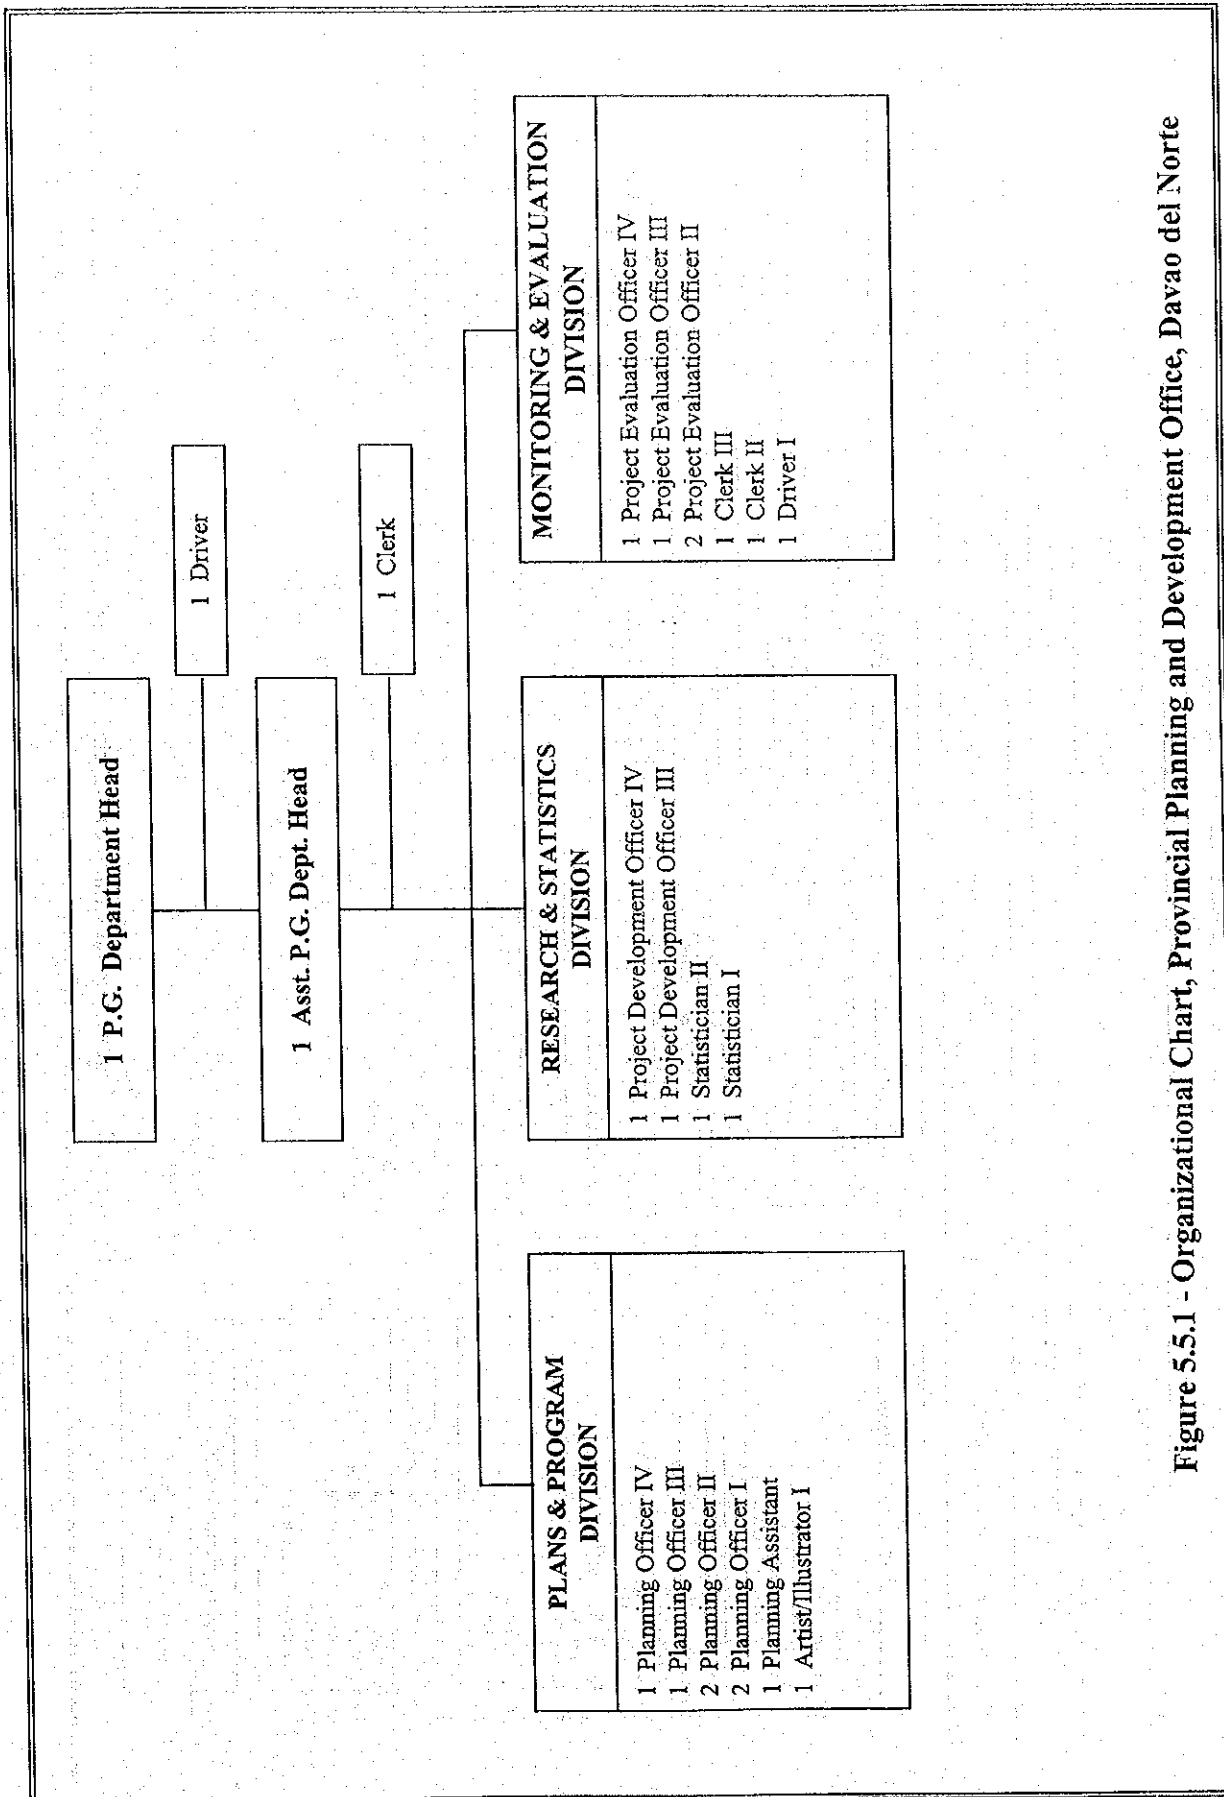 1 P.G. Department Head
1 Driver
1 Asst. P.G. Dept. Head
1 Clerk
PLANS & PROGRAM
DIVISION
1 Planning Officer IV
1 Planning Officer III
2 Planning Officer II
2 Planning Officer I
1 Planning Assistant
1 Artist/Illustrator I
RESEARCH & STATISTICS
DIVISION
1 Project Development Officer IV
1 Project Development Officer III
1 Statistician II
1 Statistician I
MONITORING & EVALUATION
DIVISION
1 Project Evaluation Officer IV
1 Project Evaluation Officer III
2 Project Evaluation Officer II
1 Clerk III
1 Clerk II
1 Driver I
Figure 5.5.1 - Organizational Chart, Provincial Planning and Development Office, Davao del Norte